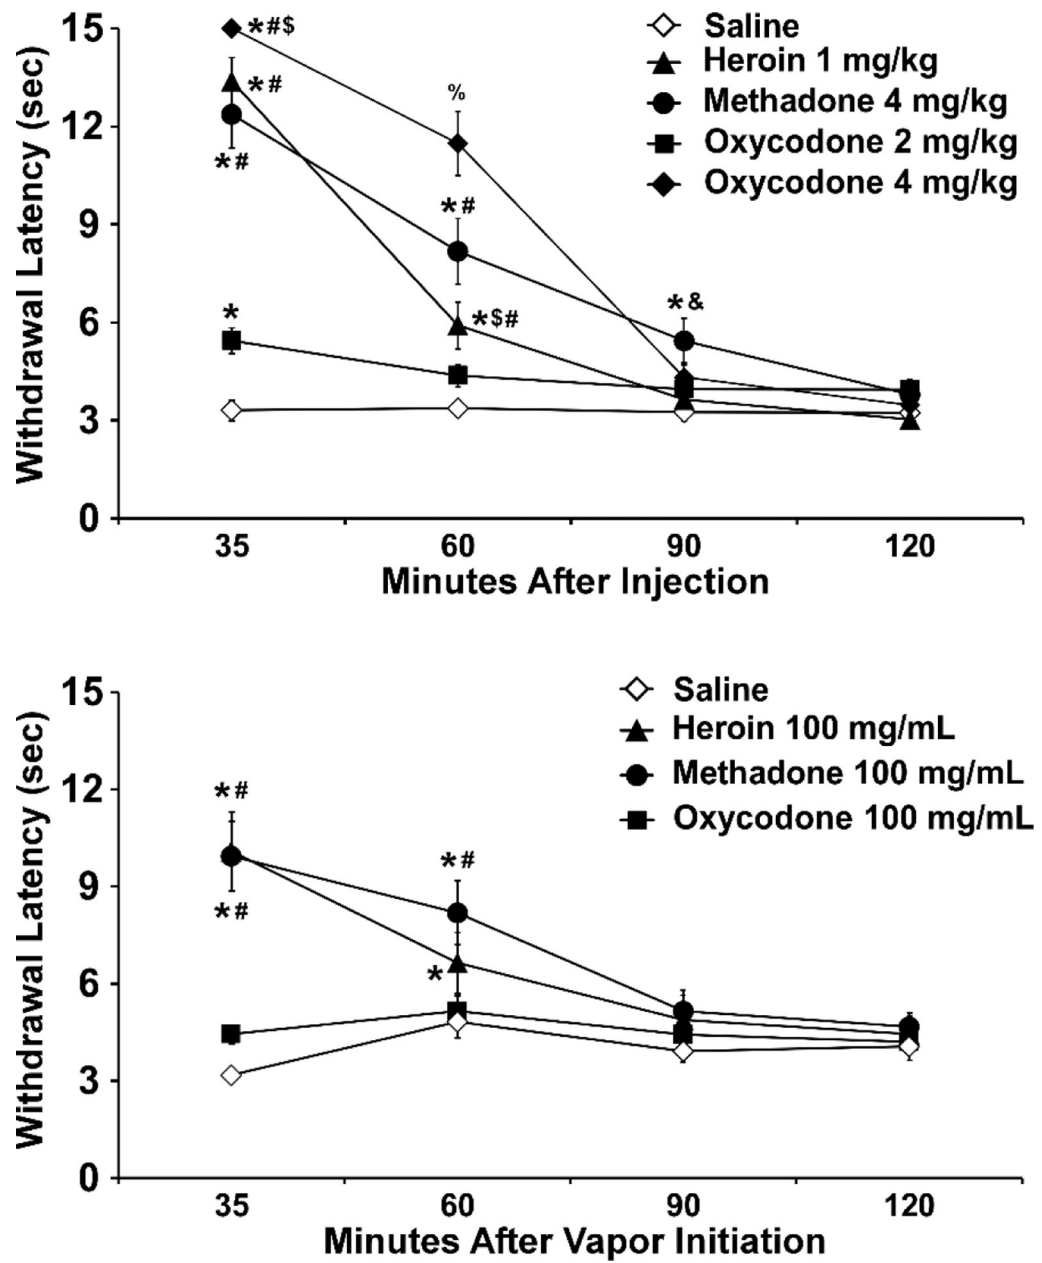 Withdrawal Latency (sec)
15
12
9
6
3
0
*#$
*#
*#
*
%
*#
*$#
*&
Saline
Heroin 1 mg/kg
Methadone 4 mg/kg
Oxycodone 2 mg/kg
Oxycodone 4 mg/kg
35 60 90 120
Minutes After Injection
Withdrawal Latency (sec)
15
12
9
6
3
0
*#
*#
*#
*
Saline
Heroin 100 mg/mL
Methadone 100 mg/mL
Oxycodone 100 mg/mL
35 60 90 120
Minutes After Vapor Initiation